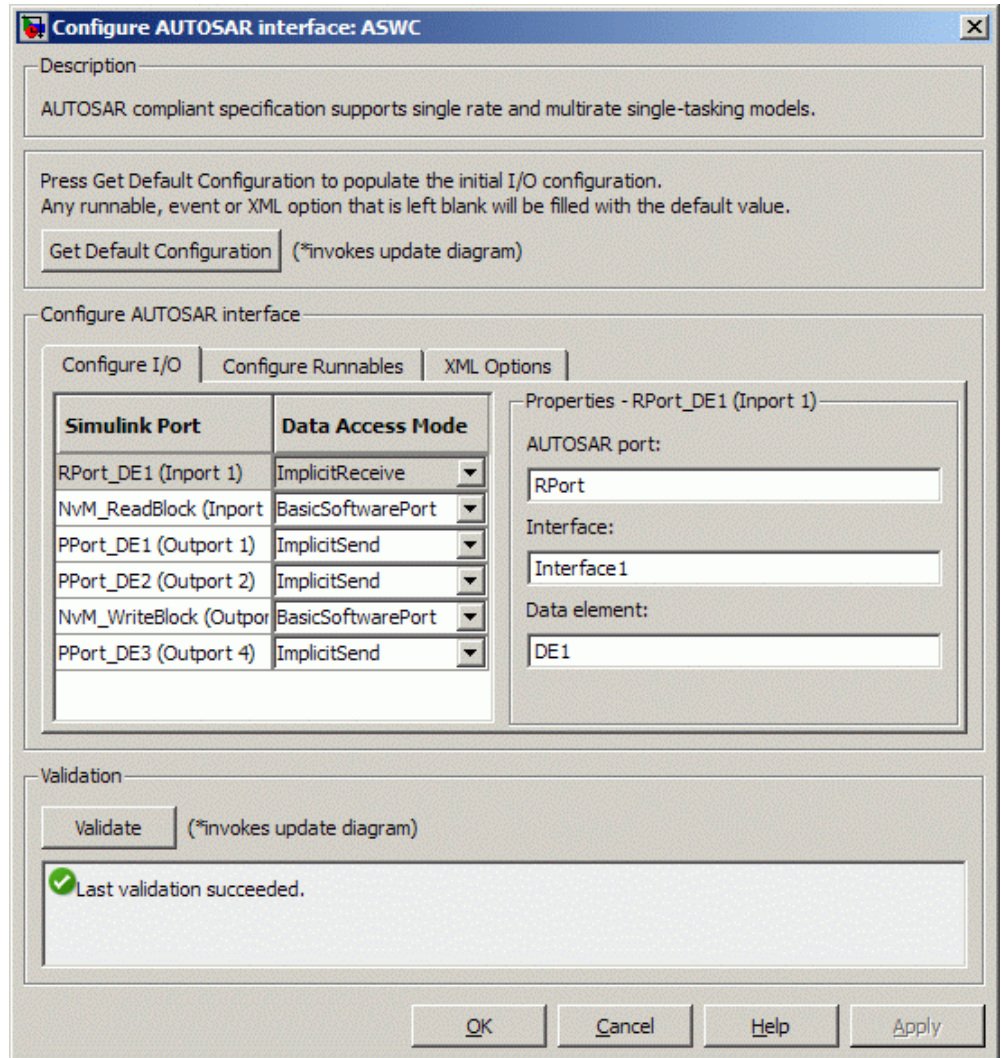 Configure AUTOSAR interface: ASWC
Description
AUTOSAR compliant specification supports single rate and multirate single-tasking models.
Press Get Default Configuration to populate the initial I/O configuration.
Any runnable, event or XML option that is left blank will be filled with the default value.
Get Default Configuration (*invokes update diagram)
Configure AUTOSAR interface
Configure I/O Configure Runnables XML Options
Simulink Port Data Access Mode
RPort_DE1 (Inport 1) ImplicitReceive
NvM_ReadBlock (Inport BasicSoftwarePort
PPort_DE1 (Outport 1) ImplicitSend
PPort_DE2 (Outport 2) ImplicitSend
NvM_WriteBlock (Outpor BasicSoftwarePort
PPort_DE3 (Outport 4) ImplicitSend
Properties - RPort_DE1 (Inport 1)
AUTOSAR port:
RPort
Interface:
Interface1
Data element:
DE1
Validation
Validate (*invokes update diagram)
Last validation succeeded.
OK Cancel Help Apply